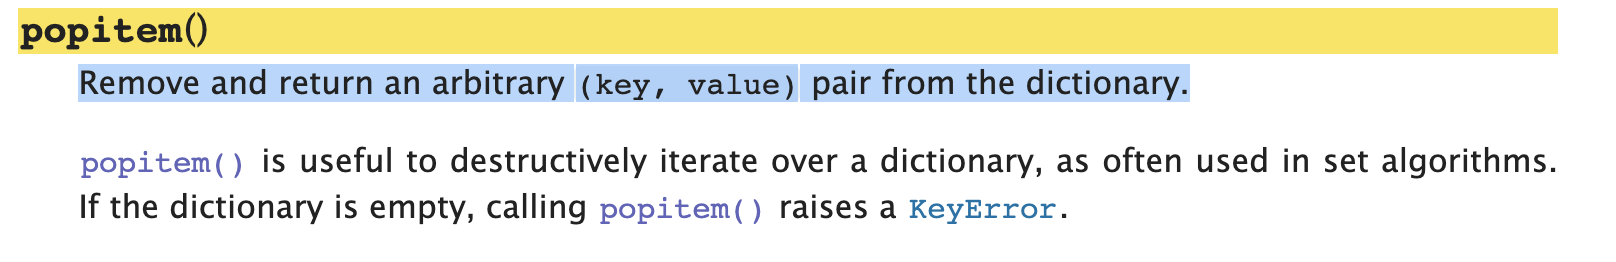 popitem()
Remove and return an arbitrary (key, value) pair from the dictionary.
popitem() is useful to destructively iterate over a dictionary, as often used in set algorithms.
If the dictionary is empty, calling popitem() raises a KeyError.